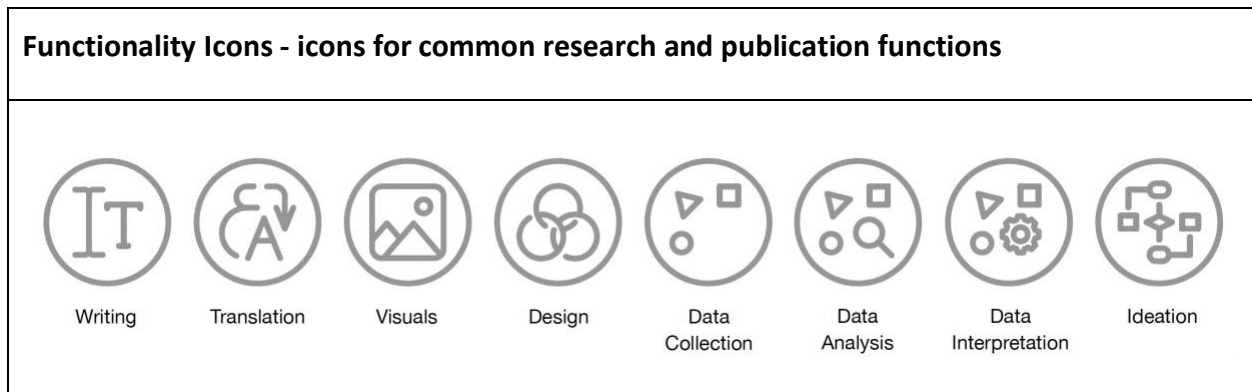 Functionality Icons - icons for common research and publication functions
Writing
Translation
Visuals
Design
Data
Collection
Data
Analysis
Data
Interpretation
Ideation